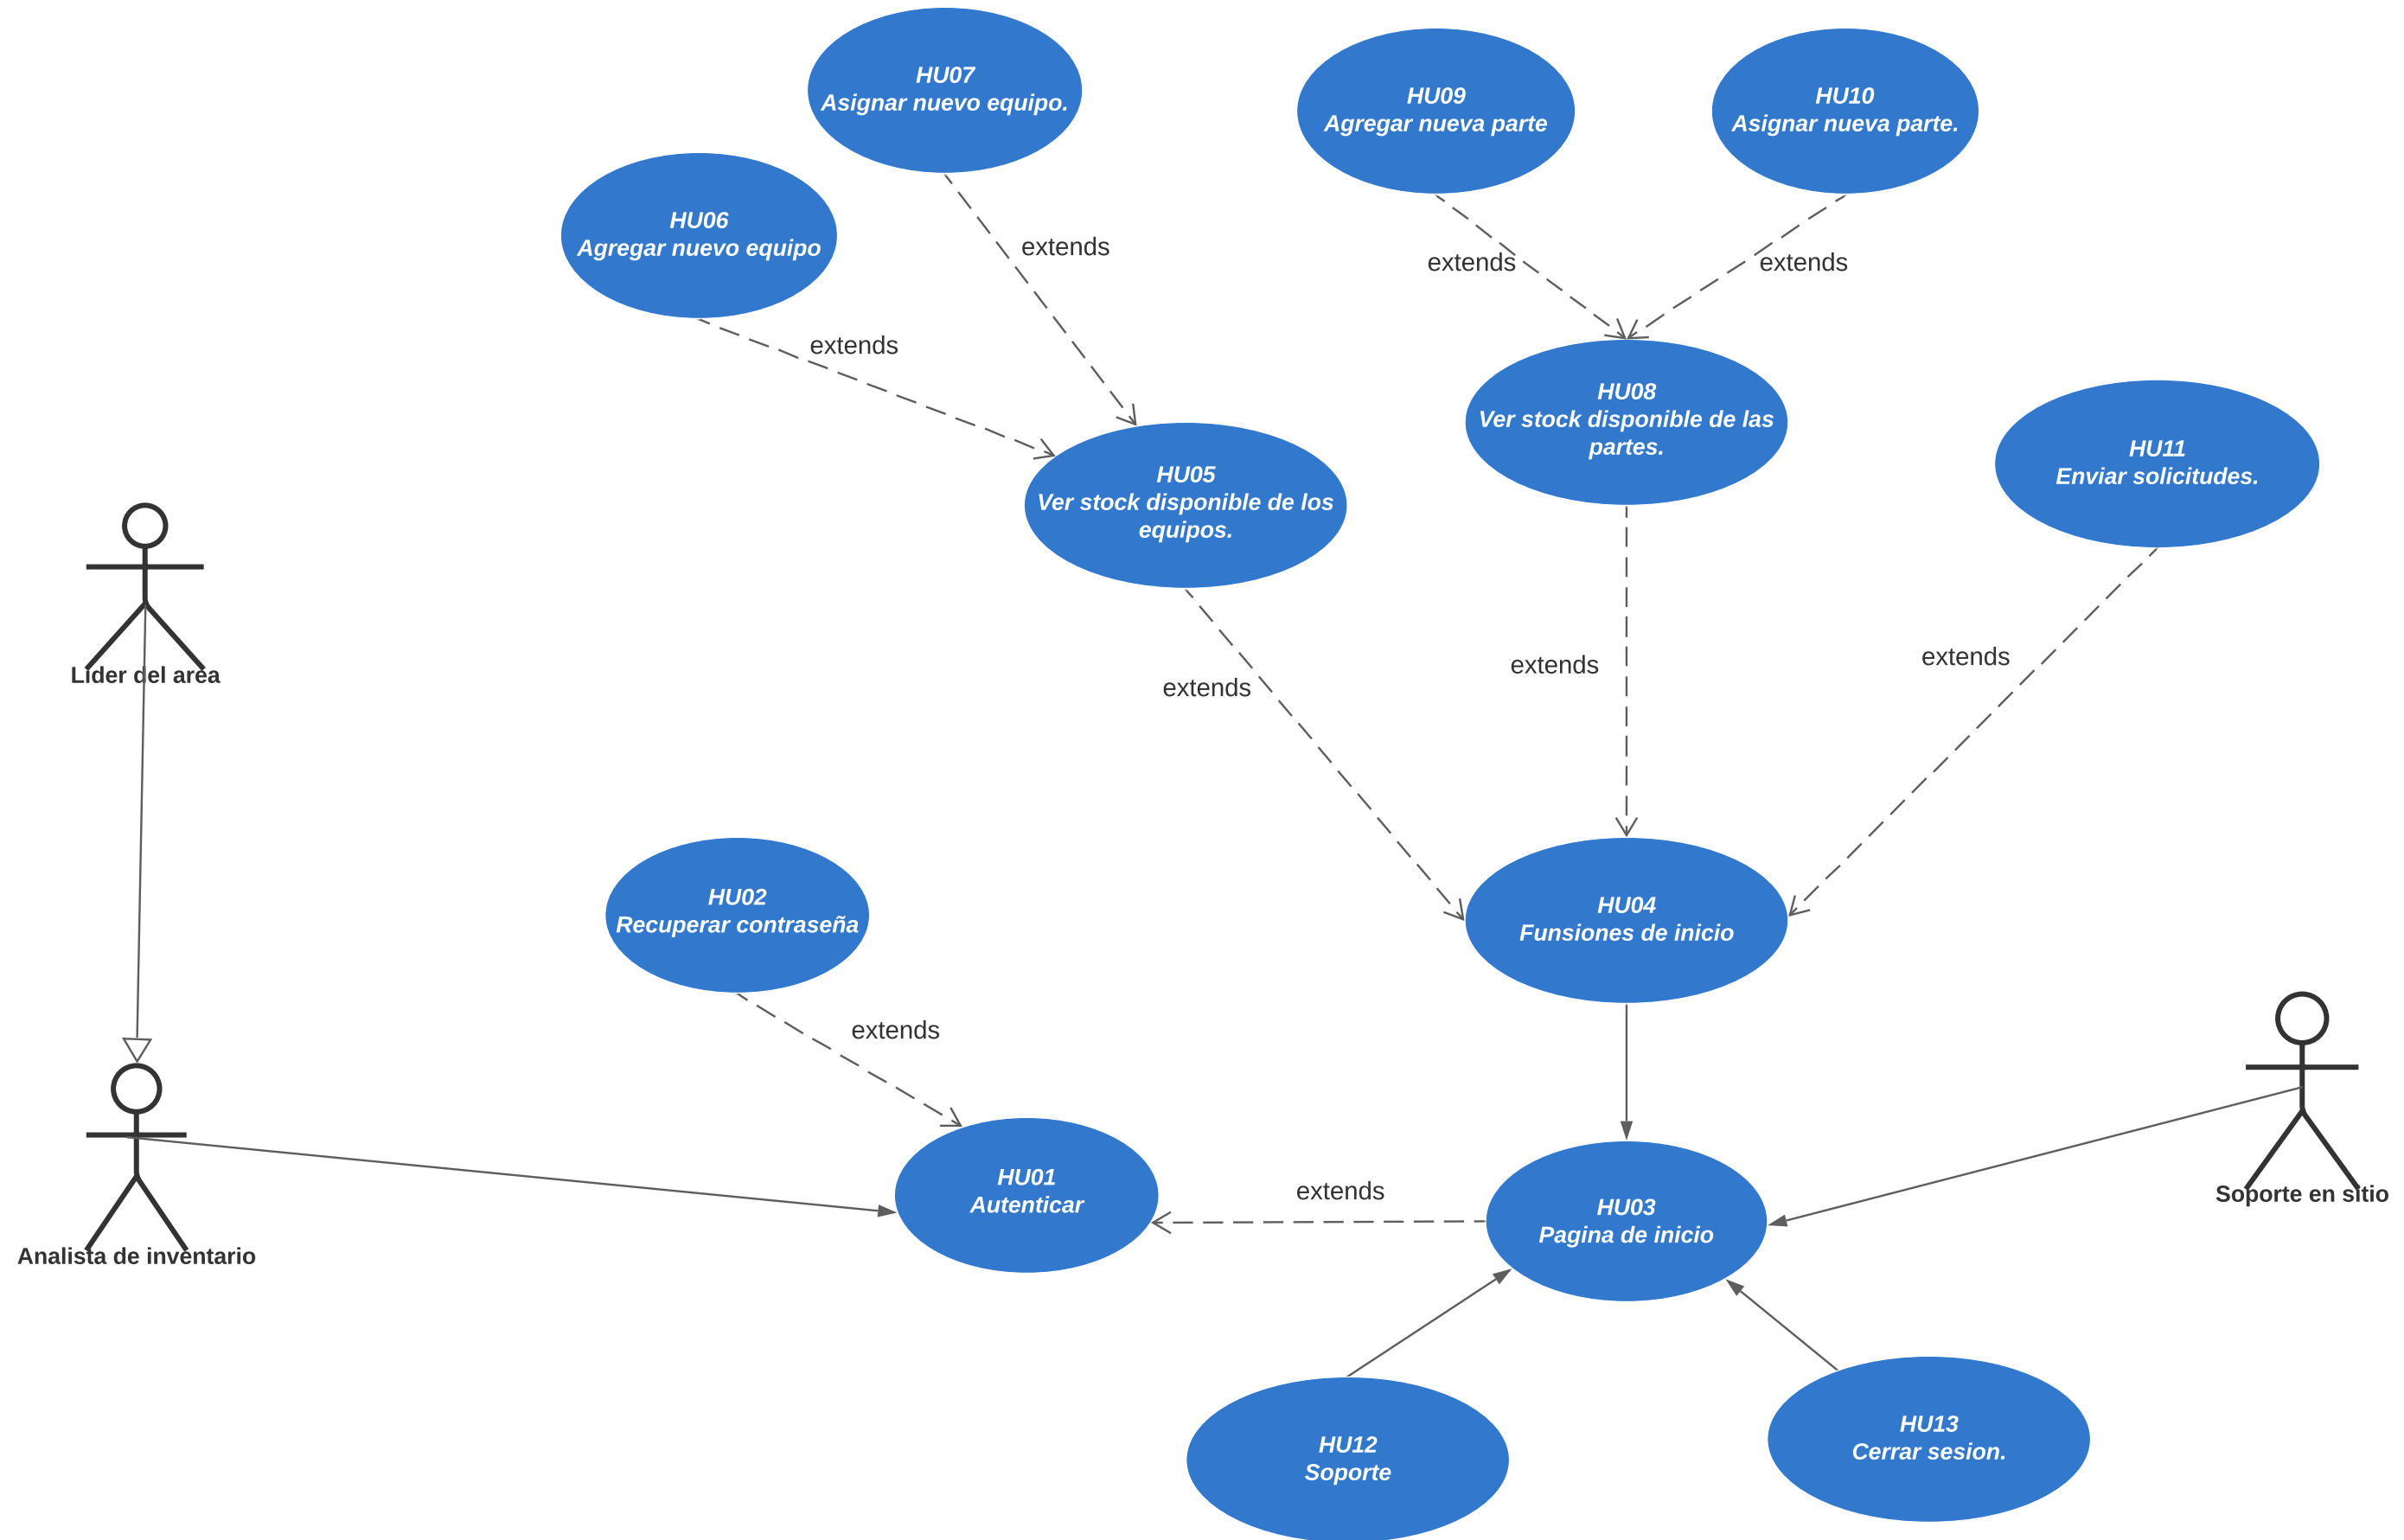 HU07
Asignar nuevo equipo.
HU09
Agregar nueva parte
HU10
Asignar nueva parte.
HU06
Agregar nuevo equipo
extends
extends
extends
extends
HU08
Ver stock disponible de las
partes.
HU11
Enviar solicitudes.
HU05
Ver stock disponible de los
equipos.
Líder del area
extends
extends
extends
HU02
Recuperar contraseña
HU04
Funsiones de inicio
extends
HU01
Autenticar
extends
HU03
Pagina de inicio
Soporte en sitio
Analista de inventario
HU12
Soporte
HU13
Cerrar sesion.